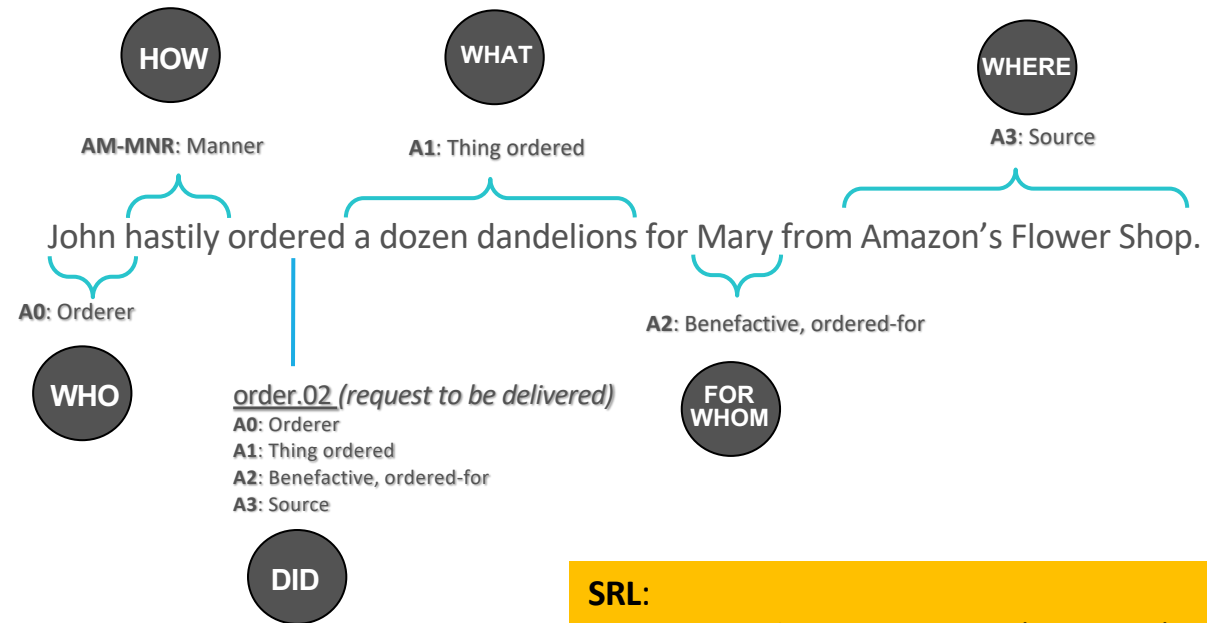 HOW
WHAT
WHERE
AM-MNR: Manner
A1: Thing ordered
A3: Source
John hastily ordered a dozen dandelions for Mary from Amazon’s Flower Shop.
A0: Orderer
A2: Benefactive, ordered-for
WHO
order.02 (request to be delivered)
A0: Orderer
A1: Thing ordered
A2: Benefactive, ordered-for
A3: Source
FOR
WHOM
DID
SRL: